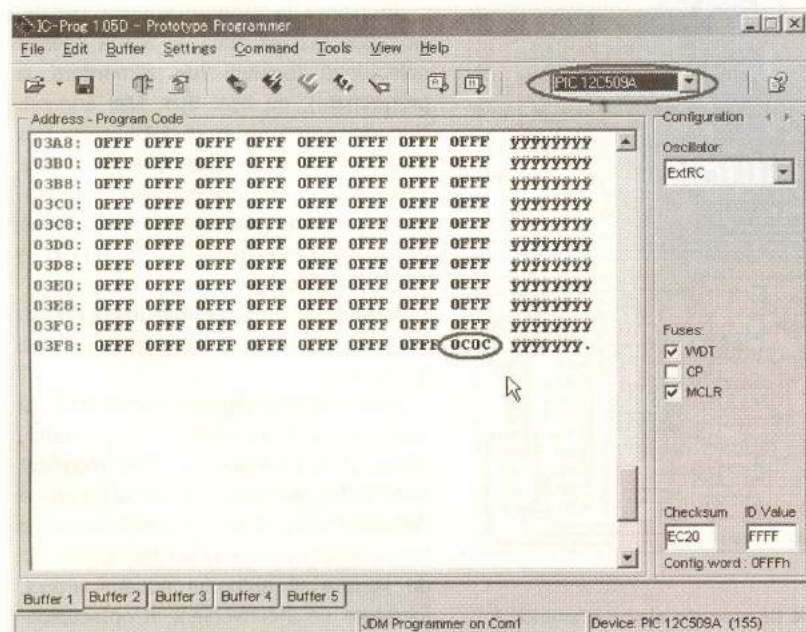 IC-Prog 1.05D - Prototype Programmer
File Edit Buffer Settings Command Tools View Help
PIC 12C509A
Address - Program Code
03A8: 0FFF 0FFF 0FFF 0FFF 0FFF 0FFF 0FFF 0FFF ÿÿÿÿÿÿÿÿ
03B0: 0FFF 0FFF 0FFF 0FFF 0FFF 0FFF 0FFF 0FFF ÿÿÿÿÿÿÿÿ
03B8: 0FFF 0FFF 0FFF 0FFF 0FFF 0FFF 0FFF 0FFF ÿÿÿÿÿÿÿÿ
03C0: 0FFF 0FFF 0FFF 0FFF 0FFF 0FFF 0FFF 0FFF ÿÿÿÿÿÿÿÿ
03C8: 0FFF 0FFF 0FFF 0FFF 0FFF 0FFF 0FFF 0FFF ÿÿÿÿÿÿÿÿ
03D0: 0FFF 0FFF 0FFF 0FFF 0FFF 0FFF 0FFF 0FFF ÿÿÿÿÿÿÿÿ
03D8: 0FFF 0FFF 0FFF 0FFF 0FFF 0FFF 0FFF 0FFF ÿÿÿÿÿÿÿÿ
03E0: 0FFF 0FFF 0FFF 0FFF 0FFF 0FFF 0FFF 0FFF ÿÿÿÿÿÿÿÿ
03E8: 0FFF 0FFF 0FFF 0FFF 0FFF 0FFF 0FFF 0FFF ÿÿÿÿÿÿÿÿ
03F0: 0FFF 0FFF 0FFF 0FFF 0FFF 0FFF 0FFF 0FFF ÿÿÿÿÿÿÿÿ
03F8: 0FFF 0FFF 0FFF 0FFF 0FFF 0FFF 0FFF 0C0C ÿÿÿÿÿÿÿ.
Configuration
Oscillator:
ExtRC
Fuses:
WDT
CP
MCLR
Checksum ID Value
EC20 FFFF
Config word : 0FFFh
Buffer 1 Buffer 2 Buffer 3 Buffer 4 Buffer 5
JDM Programmer on Com1 Device: PIC 12C509A (155)